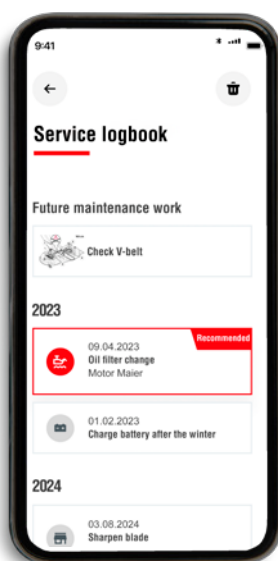 9:41
Service logbook
Future maintenance work
Check V-belt
2023
Recommended
09.04.2023
Oil filter change
Motor Maier
01.02.2023
Charge battery after the winter
2024
03.08.2024
Sharpen blade